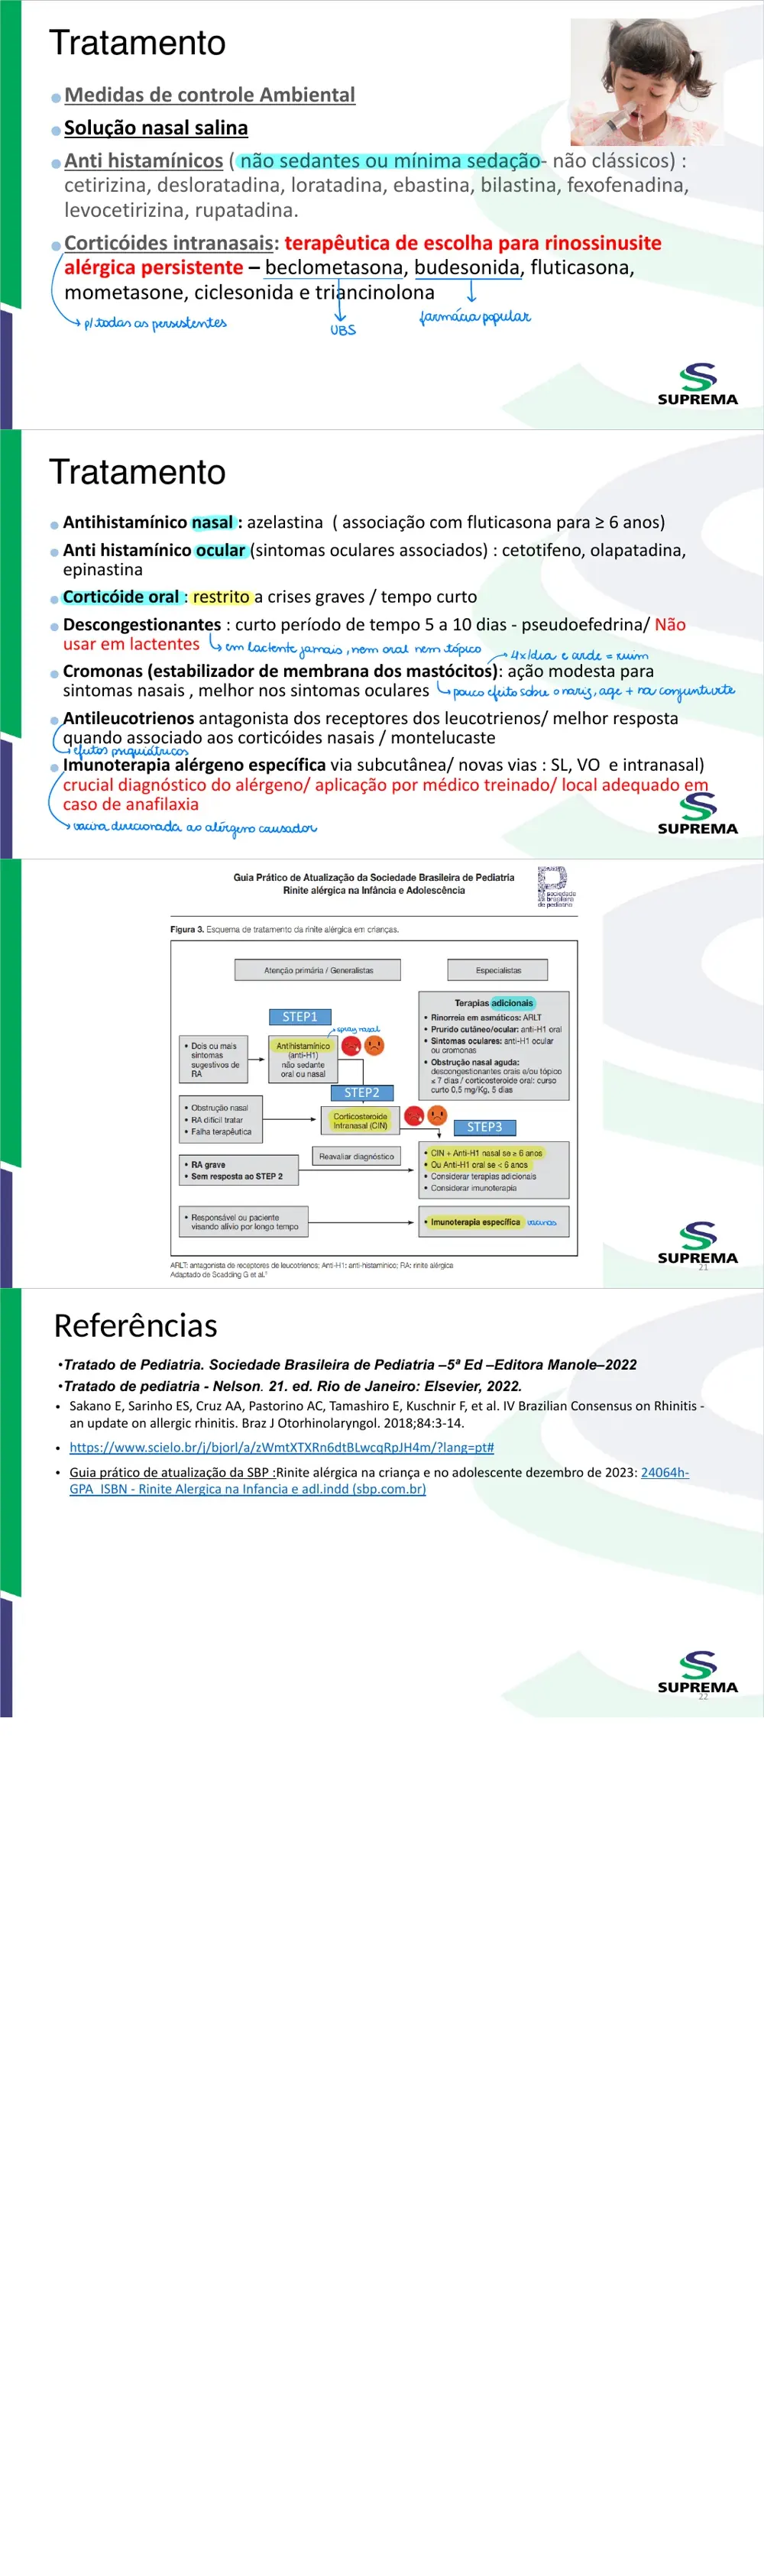 Tratamento
Medidas de controle Ambiental
Solução nasal salina
Anti histamínicos ( não sedantes ou mínima sedação- não clássicos) :
cetirizina, desloratadina, loratadina, ebastina, bilastina, fexofenadina,
levocetirizina, rupatadina.
Corticóides intranasais: terapêutica de escolha para rinossinusite
alérgica persistente – beclometasona, budesonida, fluticasona,
mometasone, ciclesonida e triancinolona
p/ todas as persistentes
UBS
farmácia popular
SUPREMA
Tratamento
Antihistamínico nasal : azelastina ( associação com fluticasona para ≥ 6 anos)
Anti histamínico ocular (sintomas oculares associados) : cetotifeno, olapatadina,
epinastina
Corticóide oral : restrito a crises graves / tempo curto
Descongestionantes : curto período de tempo 5 a 10 dias - pseudoefedrina/ Não
usar em lactentes
em lactente jamais, nem oral nem tópico
4x/dia e arde = ruim
Cromonas (estabilizador de membrana dos mastócitos): ação modesta para
sintomas nasais , melhor nos sintomas oculares
pouco efeito sobre o nariz, age + na conjuntivite
Antileucotrienos antagonista dos receptores dos leucotrienos/ melhor resposta
quando associado aos corticóides nasais / montelucaste
efeitos psiquiátricos
Imunoterapia alérgeno específica via subcutânea/ novas vias : SL, VO e intranasal)
crucial diagnóstico do alérgeno/ aplicação por médico treinado/ local adequado em
caso de anafilaxia
vacina direcionada ao alérgeno causador
SUPREMA
Guia Prático de Atualização da Sociedade Brasileira de Pediatria
Rinite alérgica na Infância e Adolescência
sociedade
brasileira
de pediatria
Figura 3. Esquema de tratamento da rinite alérgica em crianças.
Atenção primária / Generalistas
Especialistas
Terapias adicionais
• Rinorreia em asmáticos: ARLT
• Prurido cutâneo/ocular: anti-H1 oral
• Sintomas oculares: anti-H1 ocular
ou cromonas
• Obstrução nasal aguda:
descongestionantes orais e/ou tópico
≤ 7 dias / corticosteroide oral: curso
curto 0,5 mg/Kg, 5 dias
STEP1
spray nasal
• Dois ou mais
sintomas
sugestivos de
RA
Antihistamínico
(anti-H1)
não sedante
oral ou nasal
STEP2
• Obstrução nasal
• RA difícil tratar
• Falha terapêutica
Corticosteroide
Intranasal (CIN)
STEP3
Reavaliar diagnóstico
• RA grave
• Sem resposta ao STEP 2
• CIN + Anti-H1 nasal se ≥ 6 anos
• Ou Anti-H1 oral se < 6 anos
• Considerar terapias adicionais
• Considerar imunoterapia
• Responsável ou paciente
visando alívio por longo tempo
• Imunoterapia específica
vacinas
ARLT: antagonista de receptores de leucotrienos; Anti-H1: anti-histamínico; RA: rinite alérgica
Adaptado de Scadding G et al.¹
SUPREMA
21
Referências
•Tratado de Pediatria. Sociedade Brasileira de Pediatria –5ª Ed –Editora Manole–2022
•Tratado de pediatria - Nelson. 21. ed. Rio de Janeiro: Elsevier, 2022.
• Sakano E, Sarinho ES, Cruz AA, Pastorino AC, Tamashiro E, Kuschnir F, et al. IV Brazilian Consensus on Rhinitis -
an update on allergic rhinitis. Braz J Otorhinolaryngol. 2018;84:3-14.
• https://www.scielo.br/j/bjorl/a/zWmtXTXRn6dtBLwcqRpJH4m/?lang=pt#
• Guia prático de atualização da SBP :Rinite alérgica na criança e no adolescente dezembro de 2023: 24064h-
GPA_ISBN - Rinite Alergica na Infancia e adl.indd (sbp.com.br)
SUPREMA
22